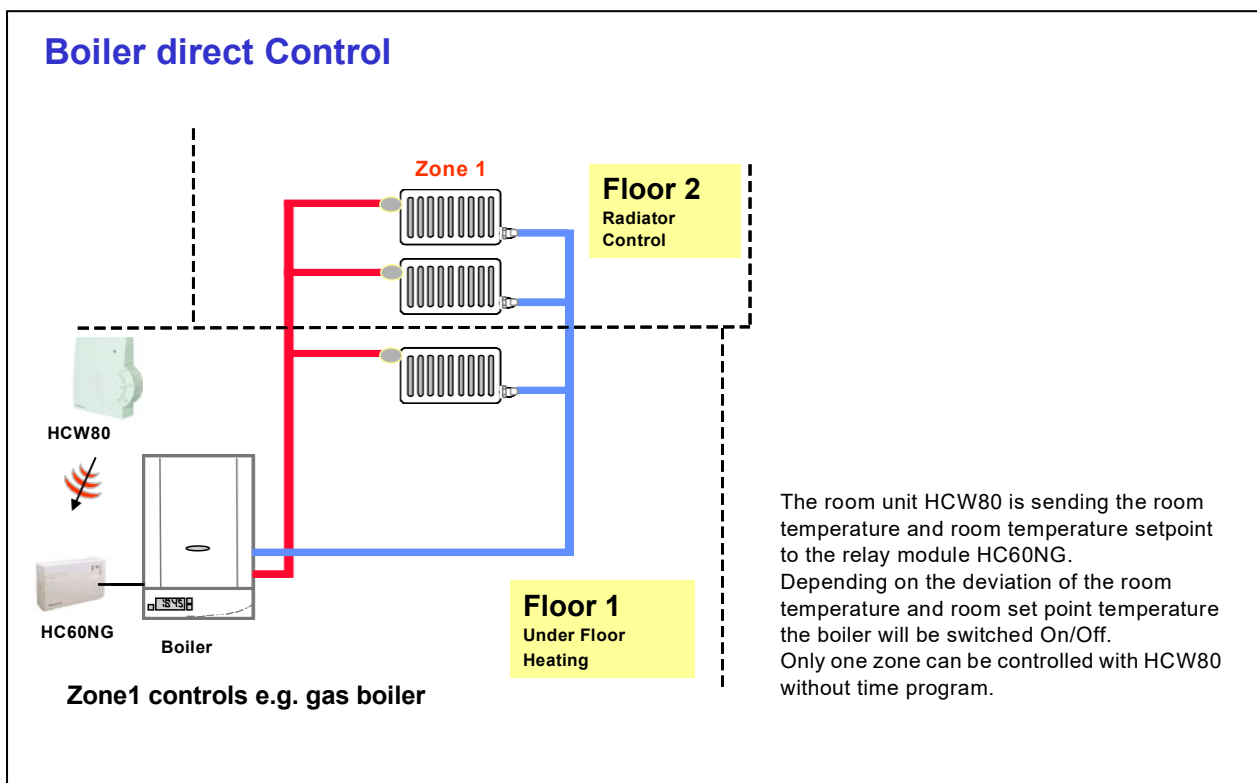 Boiler direct Control
Zone 1
Floor 2
Radiator
Control
HCW80
HC60NG
Boiler
Floor 1
Under Floor
Heating
Zone1 controls e.g. gas boiler
The room unit HCW80 is sending the room
temperature and room temperature setpoint
to the relay module HC60NG.
Depending on the deviation of the room
temperature and room set point temperature
the boiler will be switched On/Off.
Only one zone can be controlled with HCW80
without time program.